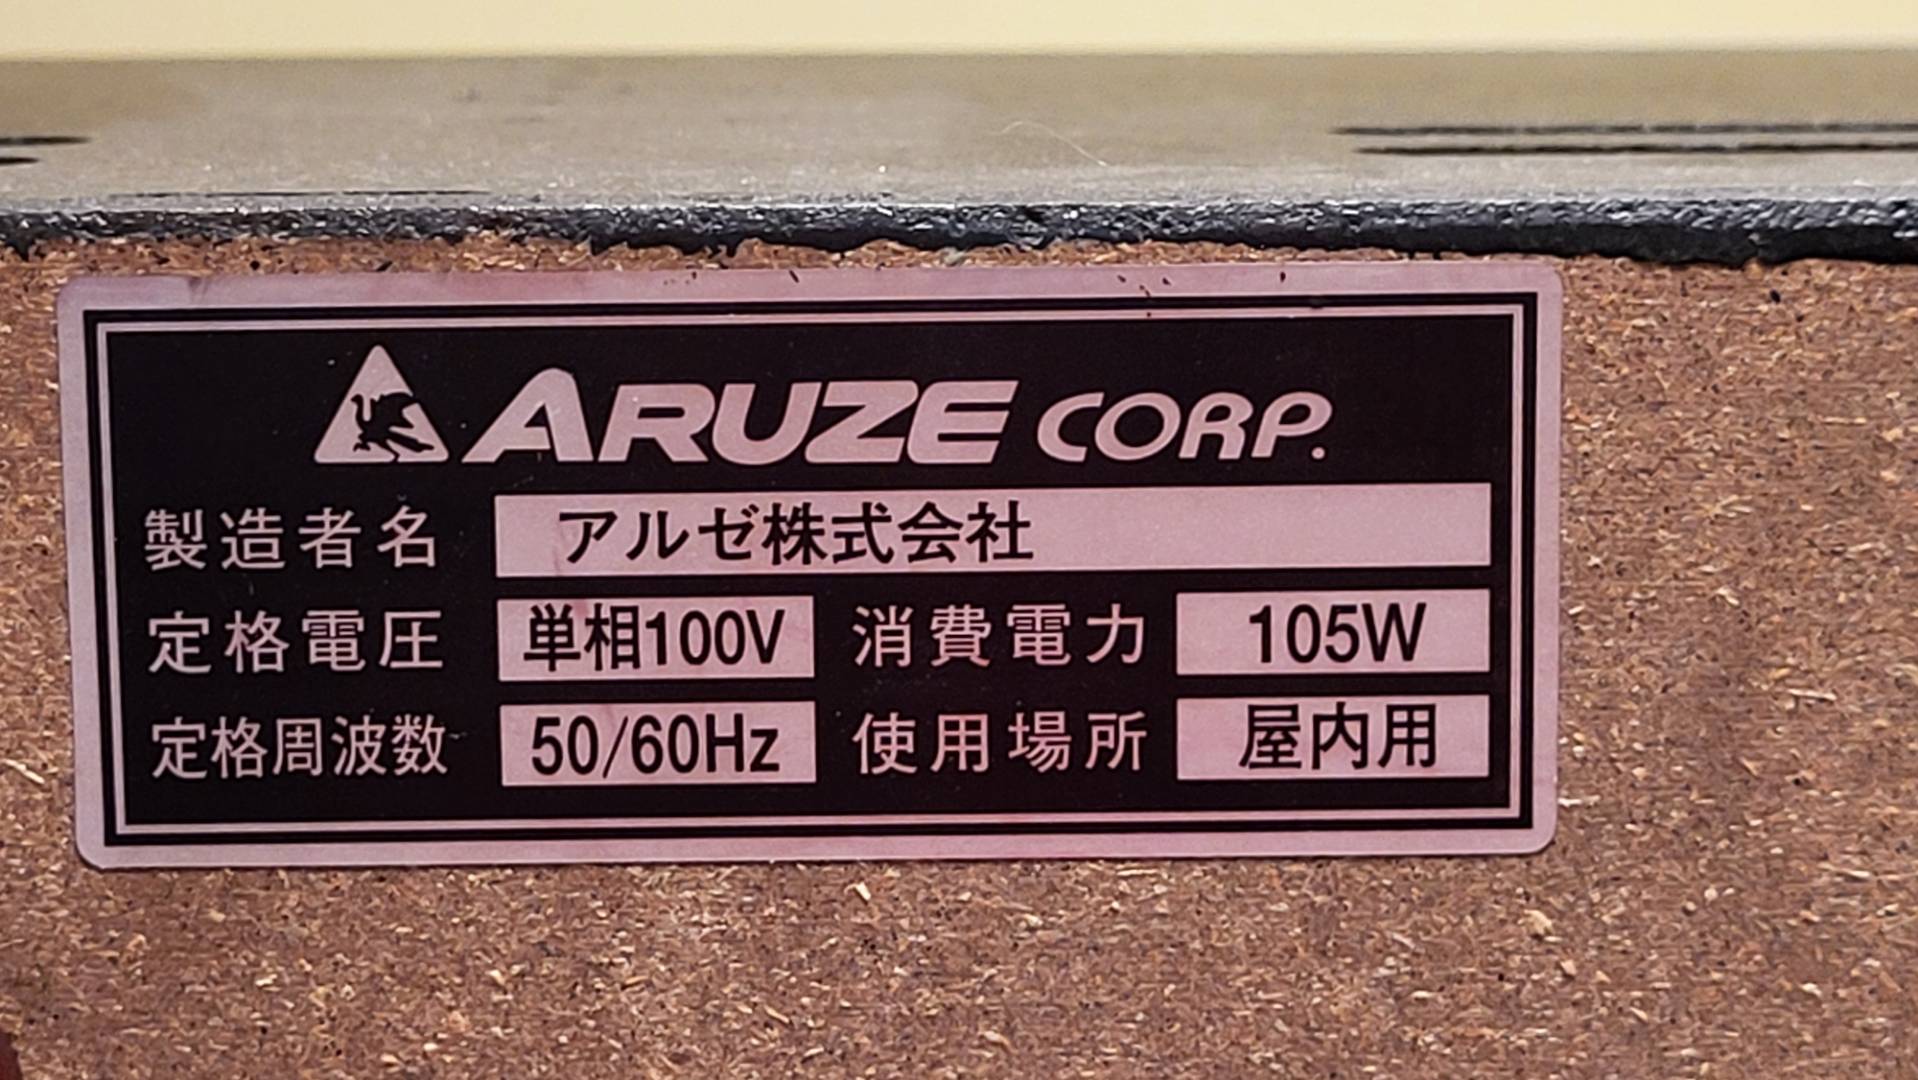 ARUZE CORP.
製造者名 アルゼ株式会社
定格電圧 単相100V 消費電力 105W
定格周波数 50/60Hz 使用場所 屋内用